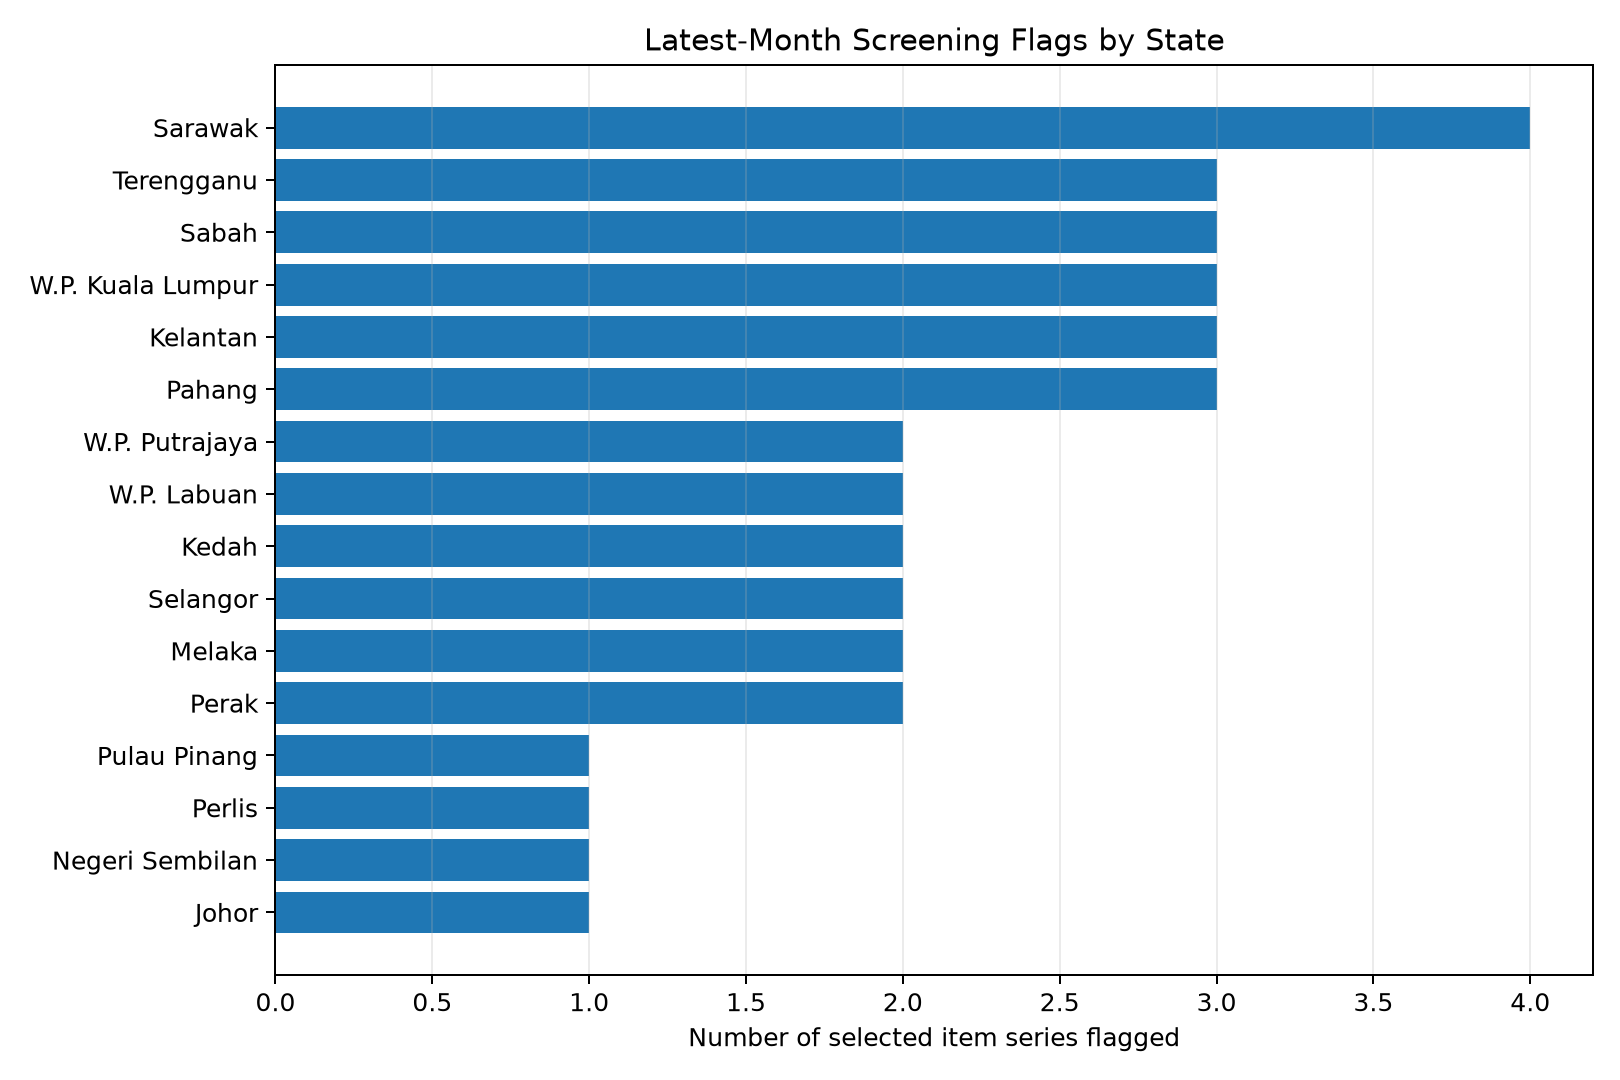 Latest-Month Screening Flags by State
Sarawak
Terengganu
Sabah
W.P. Kuala Lumpur
Kelantan
Pahang
W.P. Putrajaya
W.P. Labuan
Kedah
Selangor
Melaka
Perak
Pulau Pinang
Perlis
Negeri Sembilan
Johor
0.0 0.5 1.0 1.5 2.0 2.5 3.0 3.5 4.0
Number of selected item series flagged